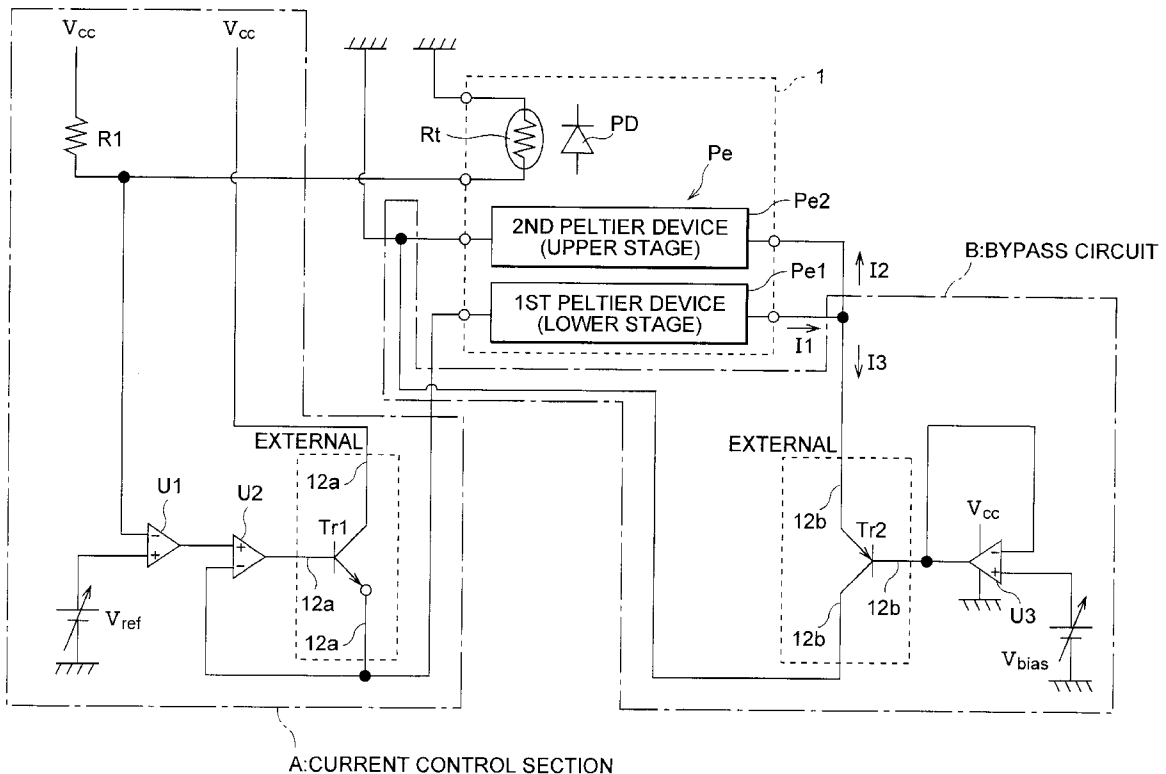 Vcc
Vcc
1
R1
Rt
PD
Pe
Pe2
2ND PELTIER DEVICE
(UPPER STAGE)
B:BYPASS CIRCUIT
I2
Pe1
1ST PELTIER DEVICE
(LOWER STAGE)
I1
I3
EXTERNAL
EXTERNAL
12a
12b
U1
U2
Tr1
Tr2
Vcc
12a
12b
U3
Vref
12a
12b
Vbias
A:CURRENT CONTROL SECTION